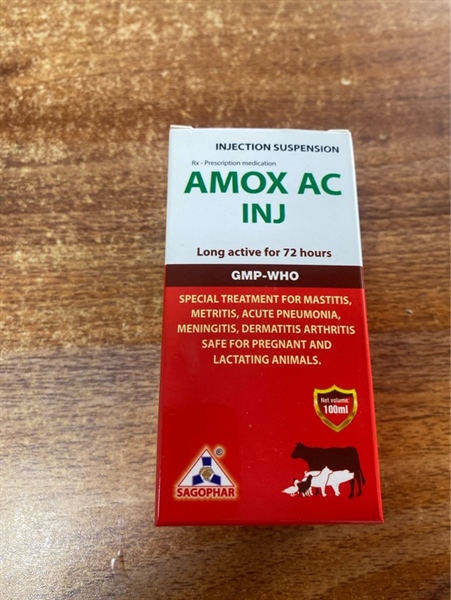 INJECTION SUSPENSION
Rx - Prescription medication
AMOX AC
INJ
Long active for 72 hours
GMP-WHO
SPECIAL TREATMENT FOR MASTITIS,
METRITIS, ACUTE PNEUMONIA,
MENINGITIS, DERMATITIS ARTHRITIS
SAFE FOR PREGNANT AND
LACTATING ANIMALS.
Net volume:
100ml
®
SAGOPHAR